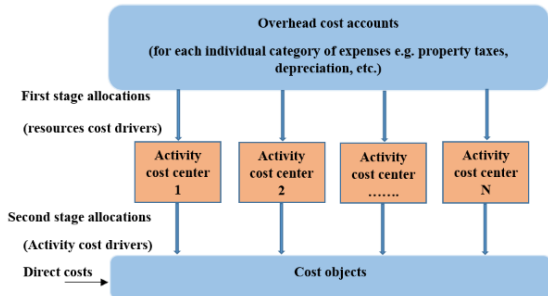 Overhead cost accounts
(for each individual category of expenses e.g. property taxes,
depreciation, etc.)
First stage allocations
(resources cost drivers)
Activity
cost center
1
Activity
cost center
2
Activity
cost center
…….
Activity
cost center
N
Second stage allocations
(Activity cost drivers)
Direct costs
Cost objects